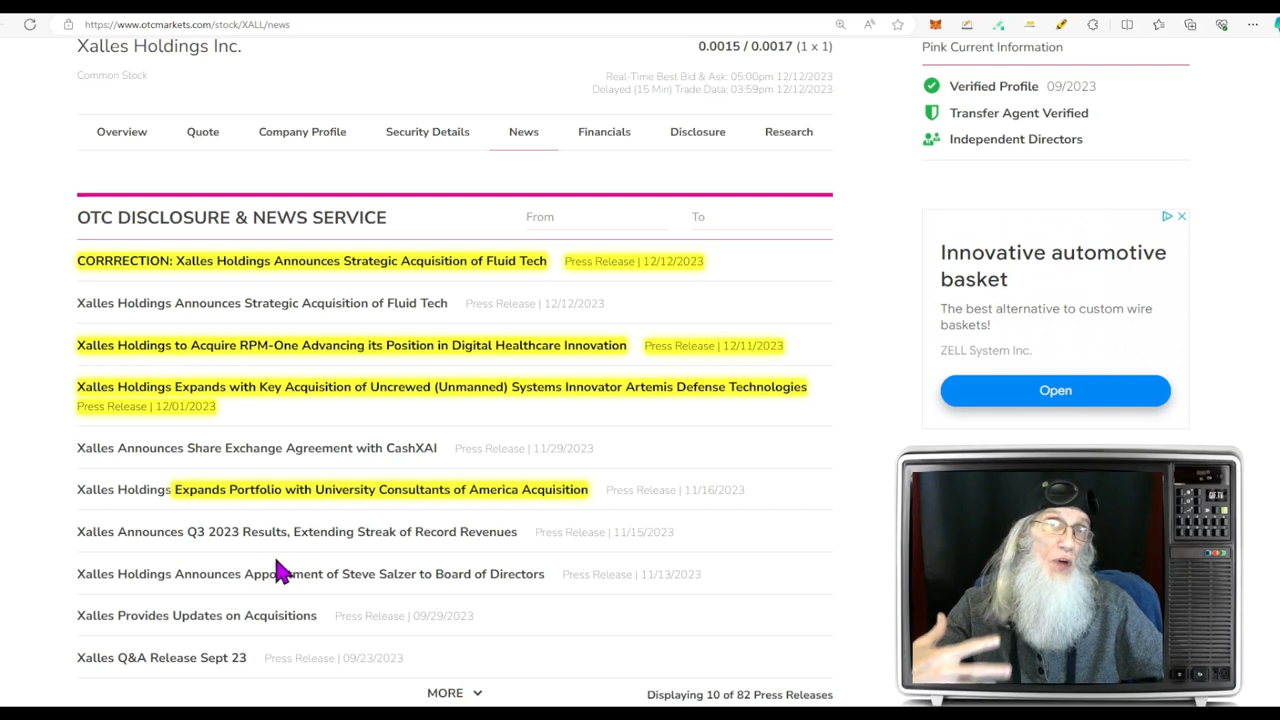 https://www.otcmarkets.com/stock/XALL/news
Xalles Holdings Inc.
0.0015 / 0.0017 (1 x 1)
Common Stock
Real-Time Best Bid & Ask: 05:00pm 12/12/2023
Delayed (15 Min) Trade Data: 03:59pm 12/12/2023
Overview Quote Company Profile Security Details News Financials Disclosure Research
OTC DISCLOSURE & NEWS SERVICE From To
CORRRECTION: Xalles Holdings Announces Strategic Acquisition of Fluid Tech Press Release | 12/12/2023
Xalles Holdings Announces Strategic Acquisition of Fluid Tech Press Release | 12/12/2023
Xalles Holdings to Acquire RPM-One Advancing its Position in Digital Healthcare Innovation Press Release | 12/11/2023
Xalles Holdings Expands with Key Acquisition of Uncrewed (Unmanned) Systems Innovator Artemis Defense Technologies
Press Release | 12/01/2023
Xalles Announces Share Exchange Agreement with CashXAI Press Release | 11/29/2023
Xalles Holdings Expands Portfolio with University Consultants of America Acquisition Press Release | 11/16/2023
Xalles Announces Q3 2023 Results, Extending Streak of Record Revenues Press Release | 11/15/2023
Xalles Holdings Announces Appointment of Steve Salzer to Board of Directors Press Release | 11/13/2023
Xalles Provides Updates on Acquisitions Press Release | 09/29/2023
Xalles Q&A Release Sept 23 Press Release | 09/23/2023
MORE
Displaying 10 of 82 Press Releases
Pink Current Information
Verified Profile 09/2023
Transfer Agent Verified
Independent Directors
Innovative automotive
basket
The best alternative to custom wire
baskets!
ZELL System Inc.
Open